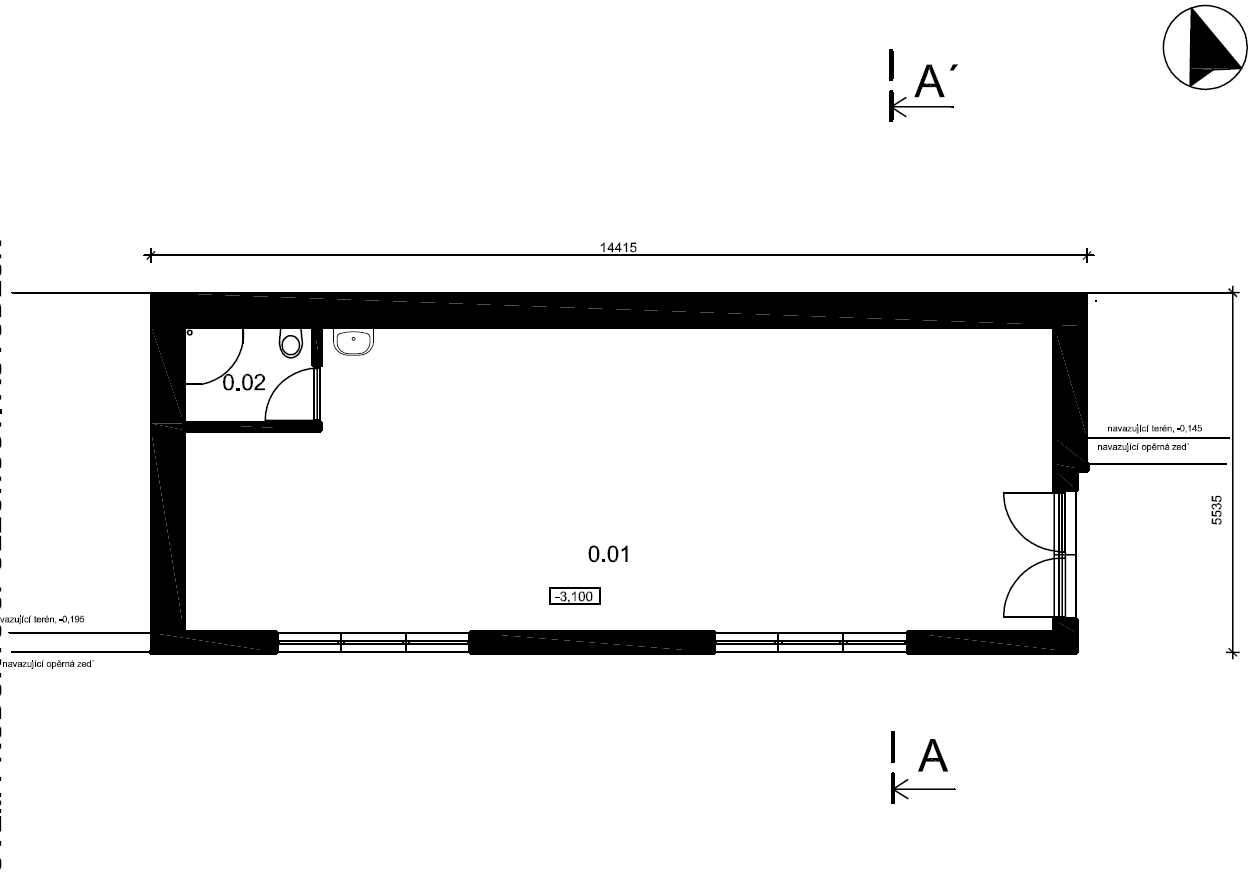 A´
14415
0.02
navazující terén, -0,145
navazující opěrná zeď
5535
0.01
-3,100
vazující terén, -0,195
navazující opěrná zeď
A